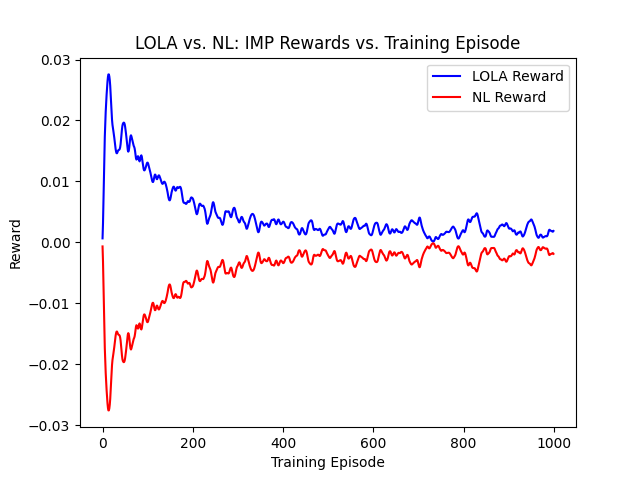 LOLA vs. NL: IMP Rewards vs. Training Episode
LOLA Reward
NL Reward
Reward
0.03
0.02
0.01
0.00
−0.01
−0.02
−0.03
0 200 400 600 800 1000
Training Episode